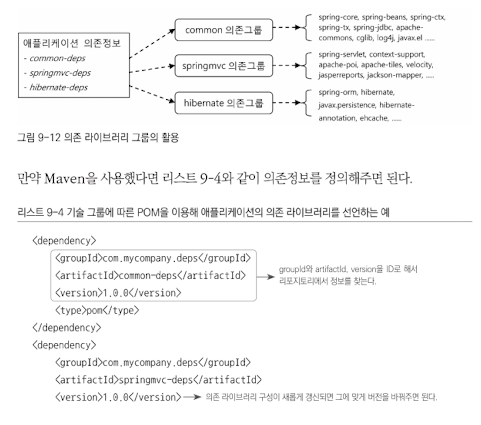 애플리케이션 의존정보
- common-deps
- springmvc-deps
- hibernate-deps
common 의존그룹
springmvc 의존그룹
hibernate 의존그룹
spring-core, spring-beans, spring-ctx,
spring-tx, spring-jdbc, apache-
commons, cglib, log4j, javax.el ······
spring-servlet, context-support,
apache-poi, apache-tiles, velocity,
jasperreports, jackson-mapper, ......
spring-orm, hibernate,
javax.persistence, hibernate-
annotation, ehcache, ......
그림 9-12 의존 라이브러리 그룹의 활용
만약 Maven을 사용했다면 리스트 9-4와 같이 의존정보를 정의해주면 된다.
리스트 9-4 기술 그룹에 따른 POM을 이용해 애플리케이션의 의존 라이브러리를 선언하는 예
<dependency>
<groupId>com.mycompany.deps</groupId>
<artifactId>common-deps</artifactId>
<version>1.0.0</version>
<type>pom</type>
</dependency>
groupId와 artifactId, version을 ID로 해서
리포지토리에서 정보를 찾는다.
<dependency>
<groupId>com.mycompany.deps</groupId>
<artifactId>springmvc-deps</artifactId>
<version>1.0.0</version> 의존 라이브러리 구성이 새롭게 갱신되면 그에 맞게 버전을 바꿔주면 된다.